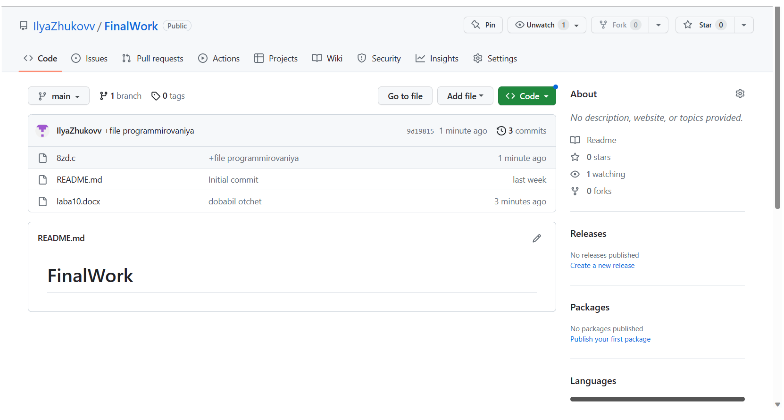 IlyaZhukovv / FinalWork Public
Pin Unwatch 1 Fork 0 Star 0
Code Issues Pull requests Actions Projects Wiki Security Insights Settings
main 1 branch 0 tags Go to file Add file Code
IlyaZhukovv +file programmirovaniya 9d19815 1 minute ago 3 commits
8zd.c +file programmirovaniya 1 minute ago
README.md Initial commit last week
laba10.docx dobabil otchet 3 minutes ago
README.md
FinalWork
About
No description, website, or topics provided.
Readme
0 stars
1 watching
0 forks
Releases
No releases published
Create a new release
Packages
No packages published
Publish your first package
Languages